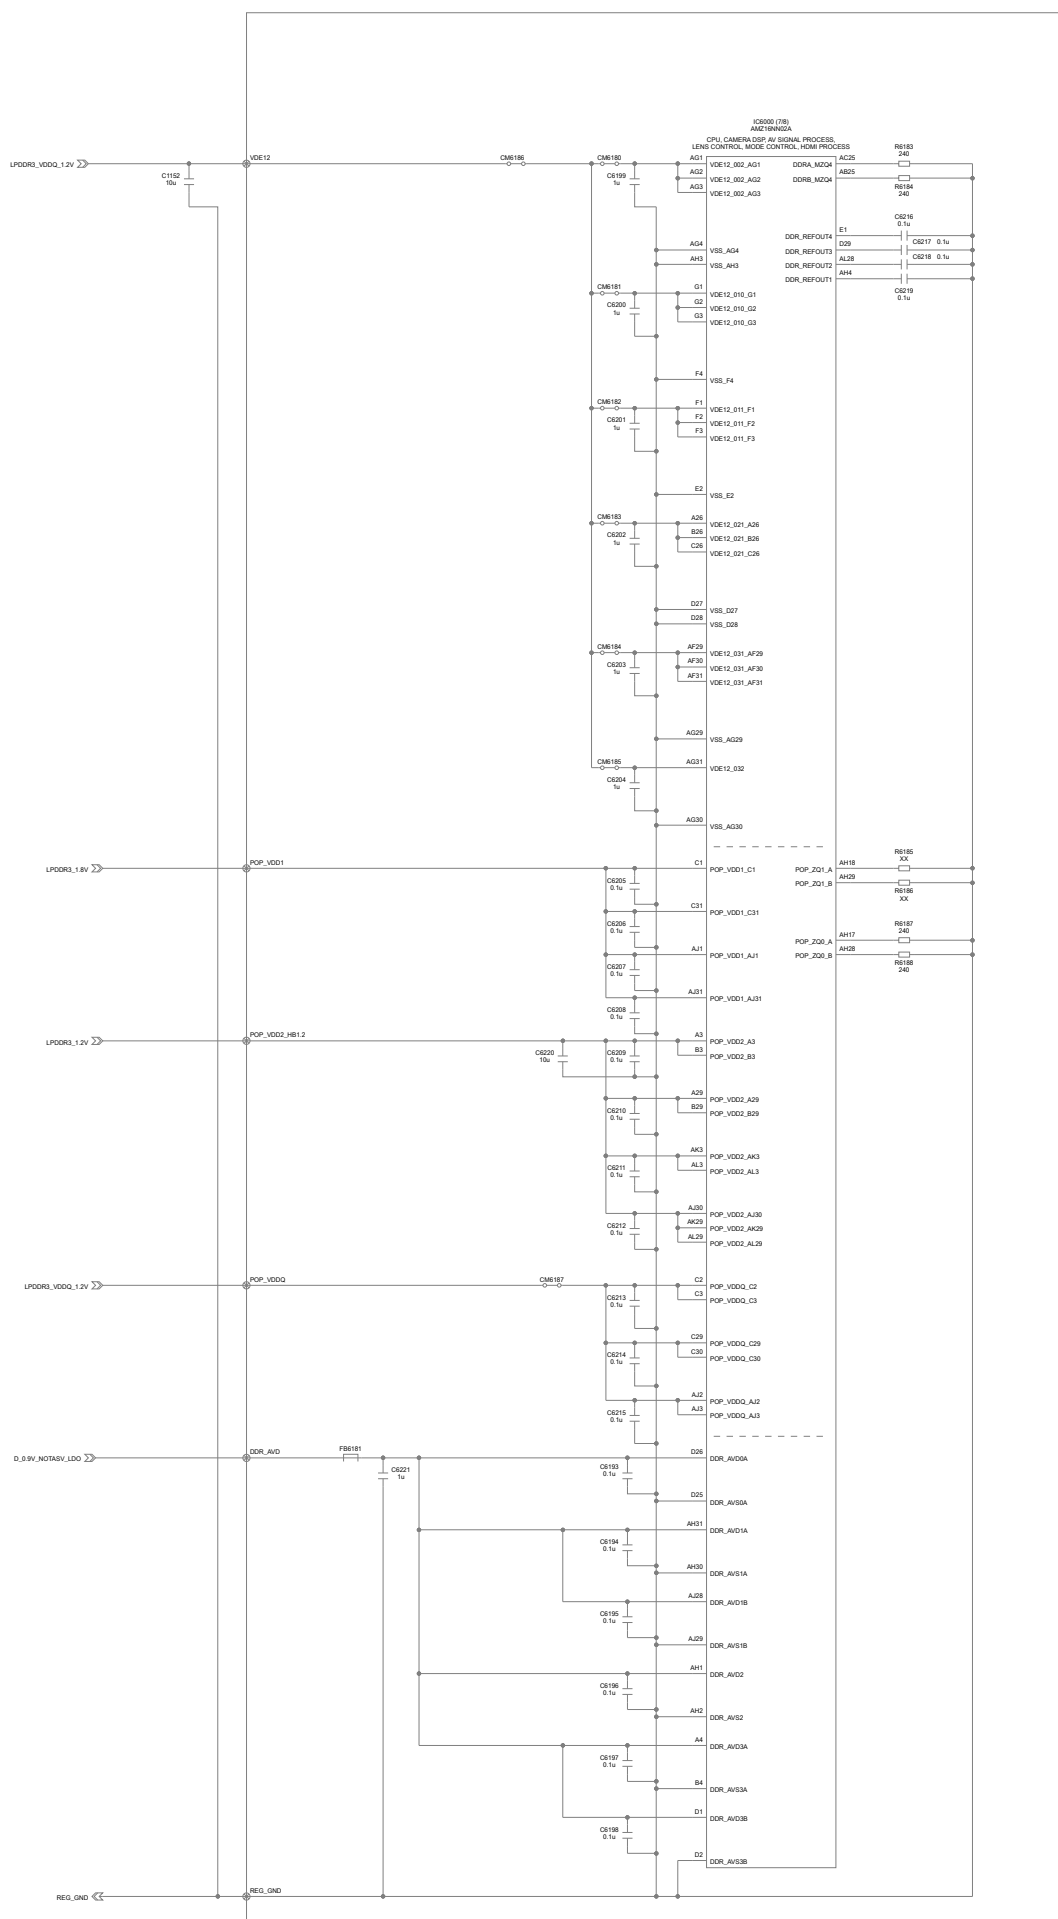 IC6000 (7/8)
AMZ16NN02A
CPU, CAMERA DSP, AV SIGNAL PROCESS,
LENS CONTROL, MODE CONTROL, HDMI PROCESS
LPDDR3_VDDQ_1.2V
VDE12
C1152
10u
CM6186
CM6180
C6199
1u
AG1
VDE12_002_AG1
AG2
VDE12_002_AG2
AG3
VDE12_002_AG3
AC25
DDRA_MZQ4
R6183
240
AB25
DDRB_MZQ4
R6184
240
C6216
0.1u
E1
DDR_REFOUT4
D29
DDR_REFOUT3
C6217 0.1u
AL28
DDR_REFOUT2
C6218 0.1u
AH4
DDR_REFOUT1
C6219
0.1u
AG4
VSS_AG4
AH3
VSS_AH3
CM6181
C6200
1u
G1
VDE12_010_G1
G2
VDE12_010_G2
G3
VDE12_010_G3
F4
VSS_F4
CM6182
C6201
1u
F1
VDE12_011_F1
F2
VDE12_011_F2
F3
VDE12_011_F3
E2
VSS_E2
CM6183
C6202
1u
A26
VDE12_021_A26
B26
VDE12_021_B26
C26
VDE12_021_C26
D27
VSS_D27
D28
VSS_D28
CM6184
C6203
1u
AF29
VDE12_031_AF29
AF30
VDE12_031_AF30
AF31
VDE12_031_AF31
AG29
VSS_AG29
CM6185
C6204
1u
AG31
VDE12_032
AG30
VSS_AG30
LPDDR3_1.8V
POP_VDD1
C6205
0.1u
C1
POP_VDD1_C1
C6206
0.1u
C31
POP_VDD1_C31
C6207
0.1u
AJ1
POP_VDD1_AJ1
C6208
0.1u
AJ31
POP_VDD1_AJ31
R6185
XX
AH18
POP_ZQ1_A
AH29
POP_ZQ1_B
R6186
XX
R6187
240
AH17
POP_ZQ0_A
AH28
POP_ZQ0_B
R6188
240
LPDDR3_1.2V
POP_VDD2_HB1.2
C6220
10u
C6209
0.1u
A3
POP_VDD2_A3
B3
POP_VDD2_B3
C6210
0.1u
A29
POP_VDD2_A29
B29
POP_VDD2_B29
C6211
0.1u
AK3
POP_VDD2_AK3
AL3
POP_VDD2_AL3
C6212
0.1u
AJ30
POP_VDD2_AJ30
AK29
POP_VDD2_AK29
AL29
POP_VDD2_AL29
LPDDR3_VDDQ_1.2V
POP_VDDQ
CM6187
C6213
0.1u
C2
POP_VDDQ_C2
C3
POP_VDDQ_C3
C6214
0.1u
C29
POP_VDDQ_C29
C30
POP_VDDQ_C30
C6215
0.1u
AJ2
POP_VDDQ_AJ2
AJ3
POP_VDDQ_AJ3
D_0.9V_NOTASV_LDO
DDR_AVD
FB6181
C6221
1u
C6193
0.1u
D26
DDR_AVD0A
D25
DDR_AVS0A
C6194
0.1u
AH31
DDR_AVD1A
AH30
DDR_AVS1A
C6195
0.1u
AJ28
DDR_AVD1B
AJ29
DDR_AVS1B
C6196
0.1u
AH1
DDR_AVD2
AH2
DDR_AVS2
C6197
0.1u
A4
DDR_AVD3A
B4
DDR_AVS3A
C6198
0.1u
D1
DDR_AVD3B
D2
DDR_AVS3B
REG_GND
REG_GND